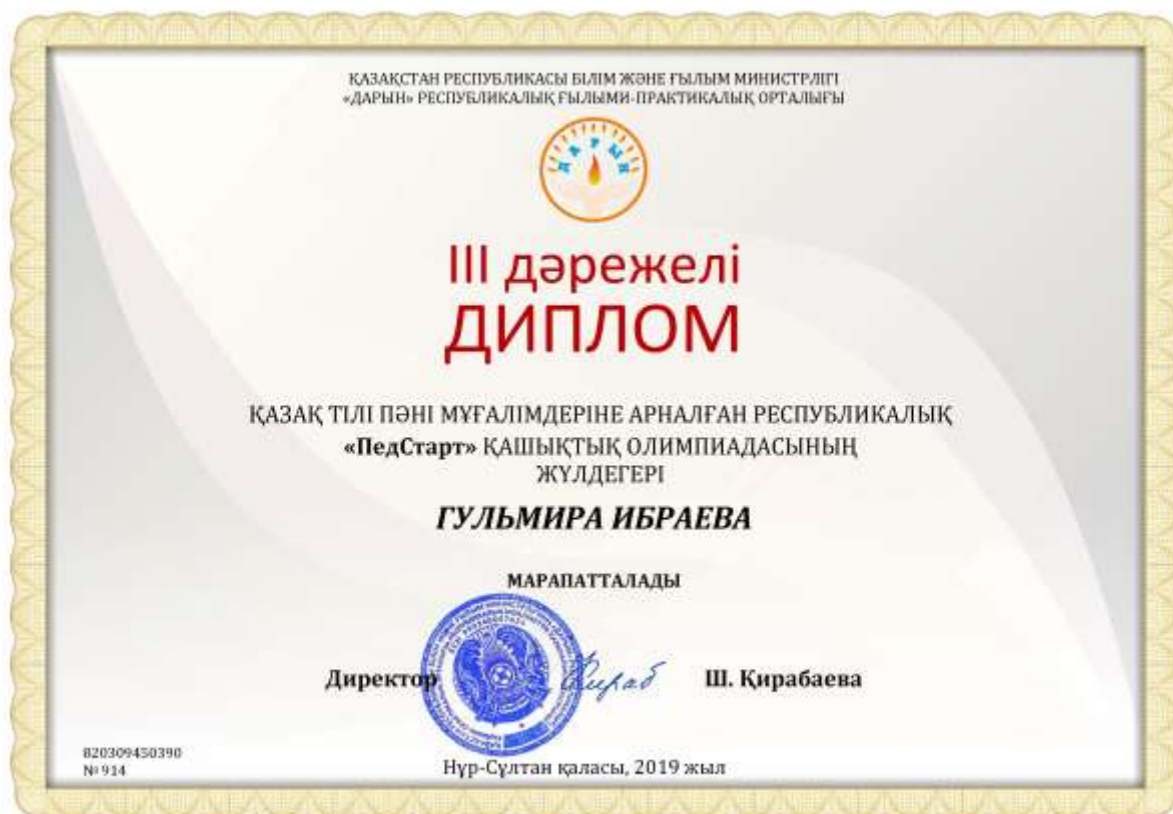 ҚАЗАҚСТАН РЕСПУБЛИКАСЫ БІЛІМ ЖӘНЕ ҒЫЛЫМ МИНИСТРЛІГІ
«ДАРЫН» РЕСПУБЛИКАЛЫҚ ҒЫЛЫМИ-ПРАКТИКАЛЫҚ ОРТАЛЫҒЫ
ДАРЫН
III дәрежелі
ДИПЛОМ
ҚАЗАҚ ТІЛІ ПӘНІ МҰҒАЛІМДЕРІНЕ АРНАЛҒАН РЕСПУБЛИКАЛЫҚ
«ПедСтарт» ҚАШЫҚТЫҚ ОЛИМПИАДАСЫНЫҢ
ЖҮЛДЕГЕРІ
ГУЛЬМИРА ИБРАЕВА
МАРАПАТТАЛАДЫ
Директор Ш. Қирабаева
820309450390
№ 914
Нұр-Сұлтан қаласы, 2019 жыл